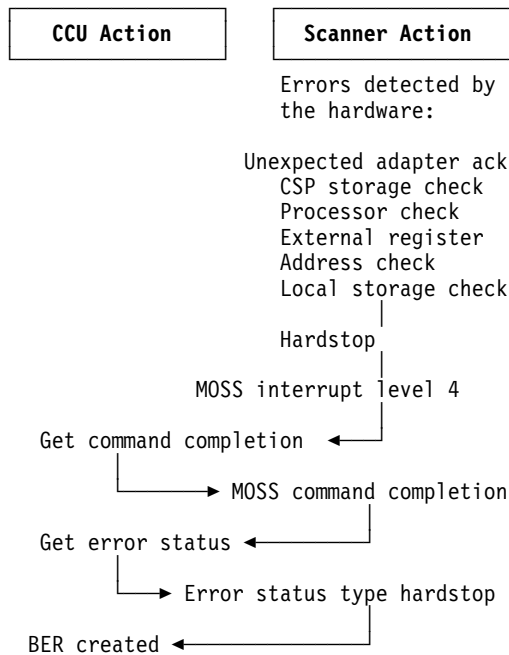 CCU Action
Scanner Action
Errors detected by
the hardware:
Unexpected adapter ack
CSP storage check
Processor check
External register
Address check
Local storage check
Hardstop
MOSS interrupt level 4
Get command completion
MOSS command completion
Get error status
Error status type hardstop
BER created